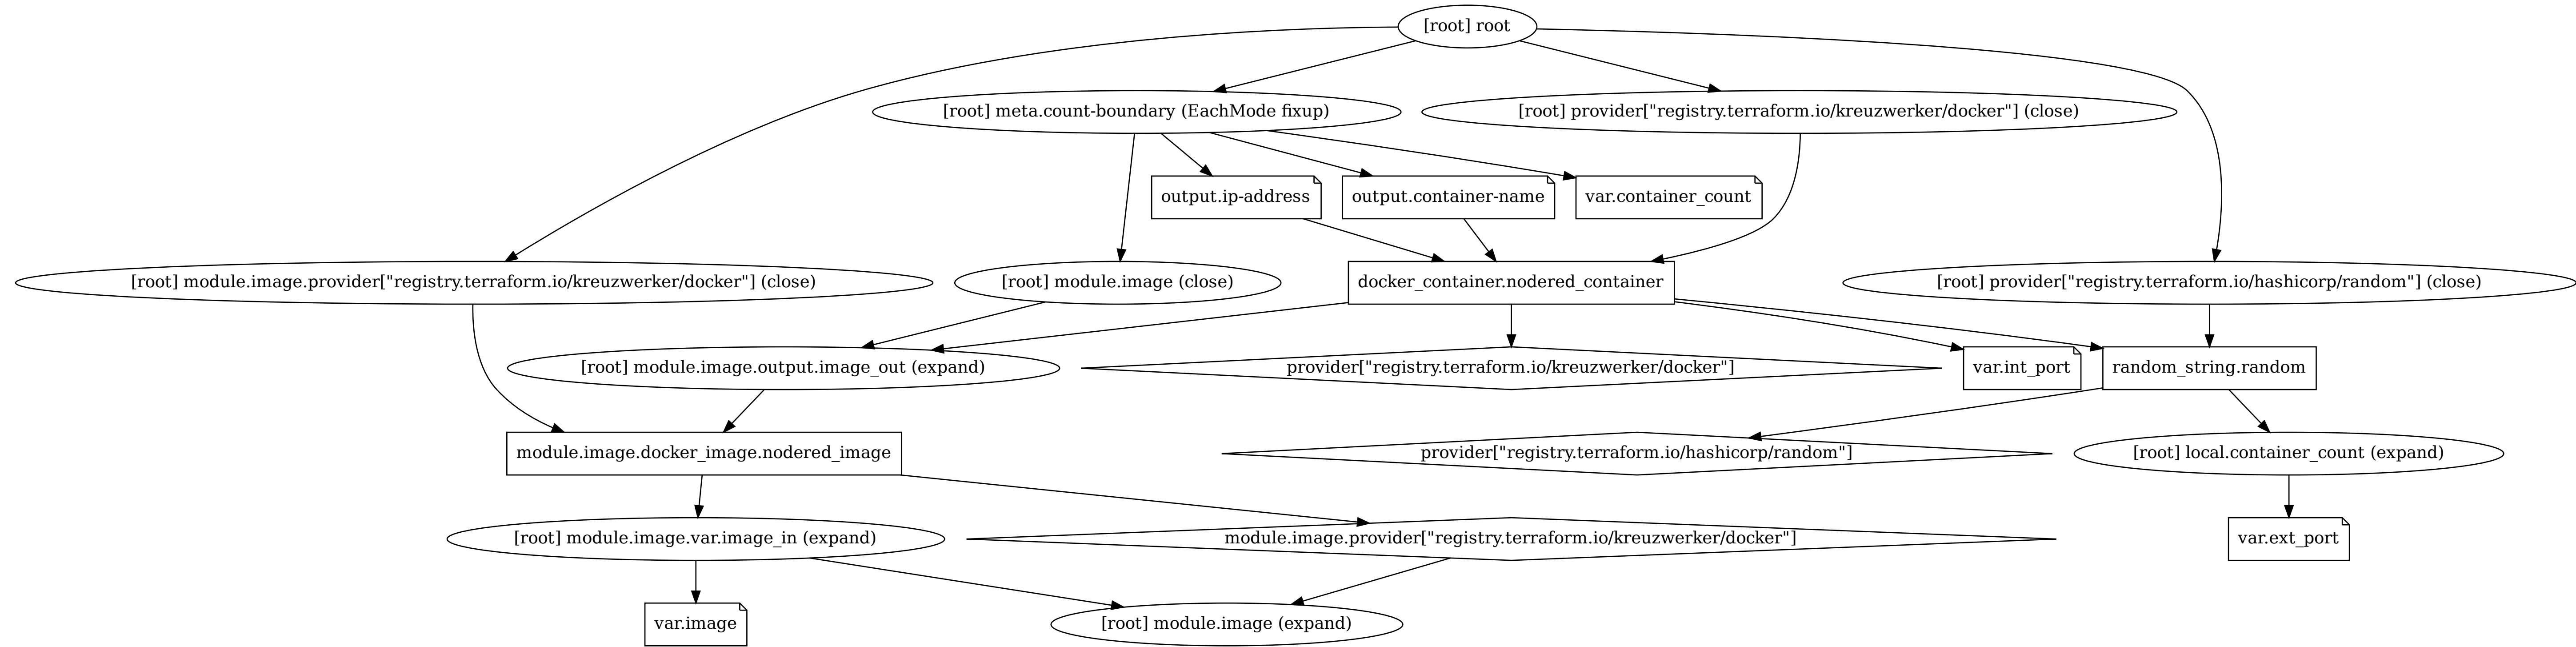 [root] root
[root] meta.count-boundary (EachMode fixup)
[root] provider["registry.terraform.io/kreuzwerker/docker"] (close)
output.ip-address
output.container-name
var.container_count
[root] module.image.provider["registry.terraform.io/kreuzwerker/docker"] (close)
[root] module.image (close)
docker_container.nodered_container
[root] provider["registry.terraform.io/hashicorp/random"] (close)
[root] module.image.output.image_out (expand)
provider["registry.terraform.io/kreuzwerker/docker"]
var.int_port
random_string.random
module.image.docker_image.nodered_image
provider["registry.terraform.io/hashicorp/random"]
[root] local.container_count (expand)
[root] module.image.var.image_in (expand)
module.image.provider["registry.terraform.io/kreuzwerker/docker"]
var.ext_port
var.image
[root] module.image (expand)